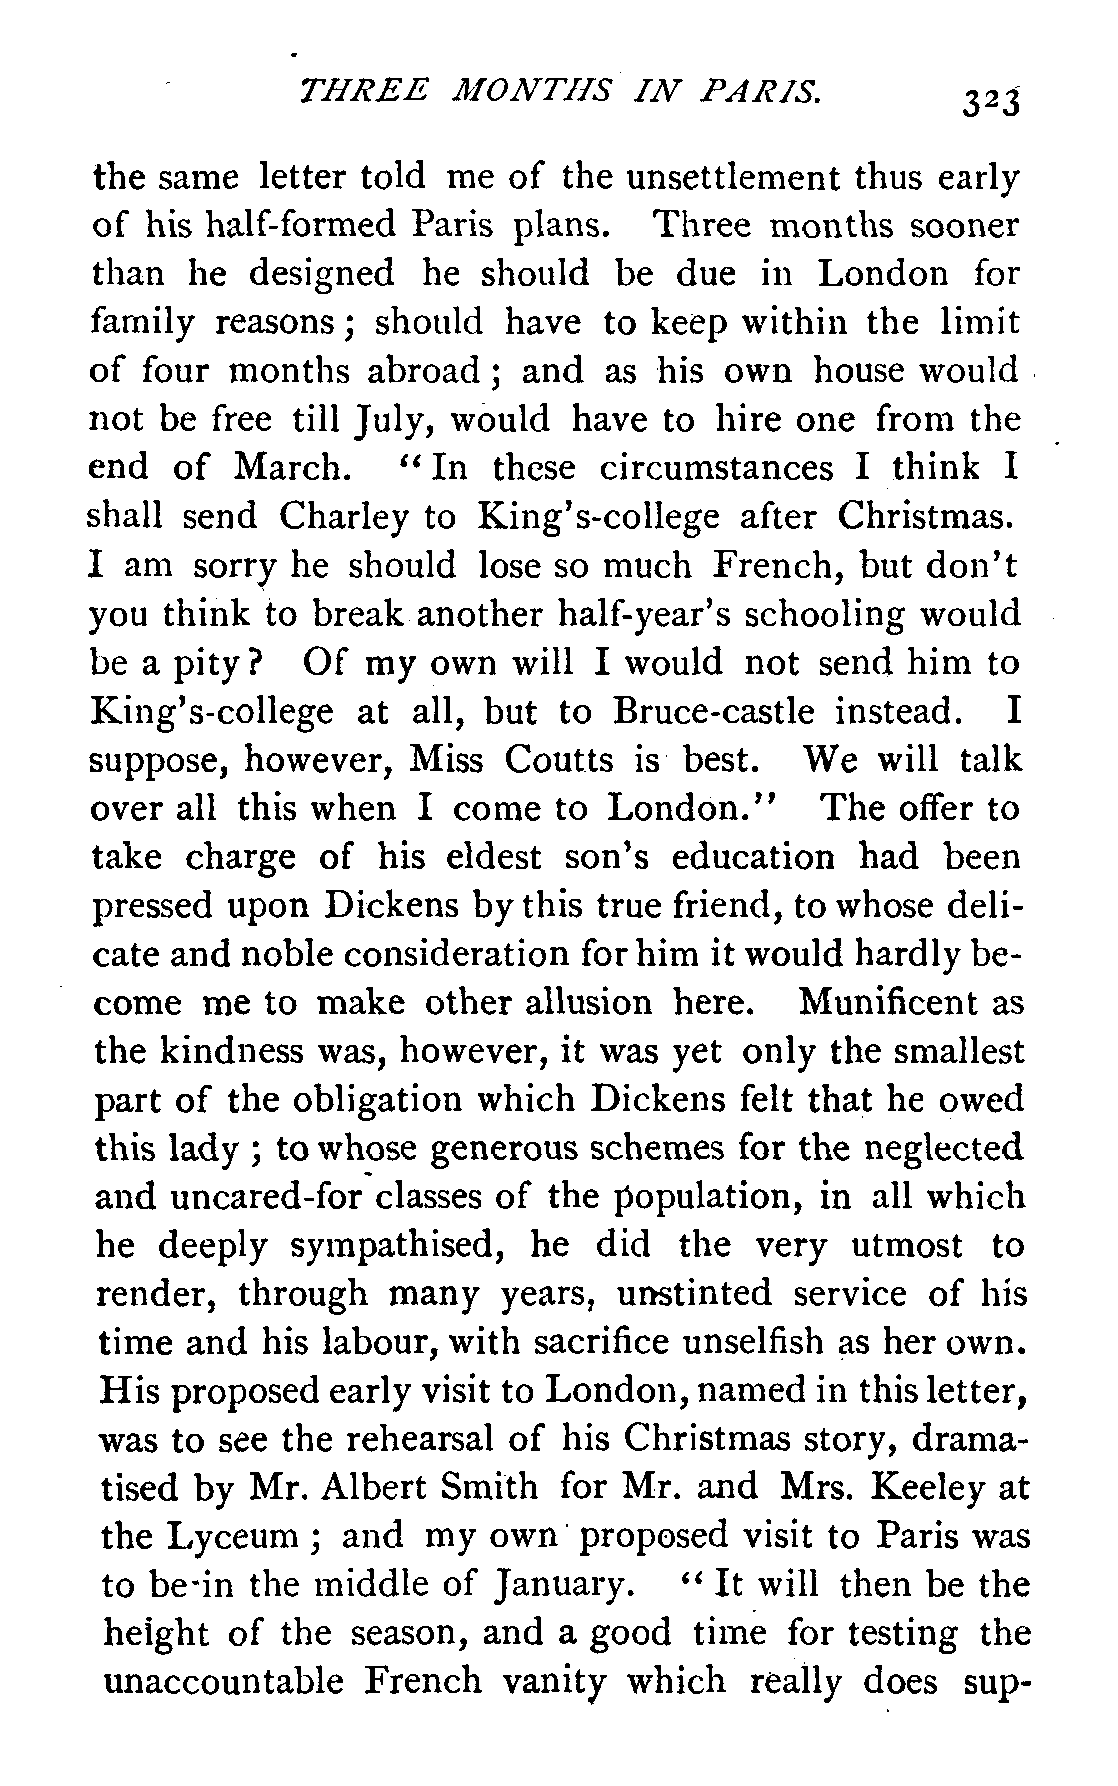 THREE MONTHS IN PARIS. 323
the same letter told me of the unsettlement thus early
of his half-formed Paris plans. Three months sooner
than he designed he should be due in London for
family reasons ; should have to keep within the limit
of four months abroad ; and as his own house would
not be free till July, would have to hire one from the
end of March. “ In these circumstances I think I
shall send Charley to King's-college after Christmas.
I am sorry he should lose so much French, but don't
you think to break another half-year's schooling would
be a pity ? Of my own will I would not send him to
King's-college at all, but to Bruce-castle instead. I
suppose, however, Miss Coutts is best. We will talk
over all this when I come to London.” The offer to
take charge of his eldest son's education had been
pressed upon Dickens by this true friend, to whose deli-
cate and noble consideration for him it would hardly be-
come me to make other allusion here. Munificent as
the kindness was, however, it was yet only the smallest
part of the obligation which Dickens felt that he owed
this lady ; to whose generous schemes for the neglected
and uncared-for classes of the population, in all which
he deeply sympathised, he did the very utmost to
render, through many years, unstinted service of his
time and his labour, with sacrifice unselfish as her own.
His proposed early visit to London, named in this letter,
was to see the rehearsal of his Christmas story, drama-
tised by Mr. Albert Smith for Mr. and Mrs. Keeley at
the Lyceum ; and my own proposed visit to Paris was
to be in the middle of January. “ It will then be the
height of the season, and a good time for testing the
unaccountable French vanity which really does sup-